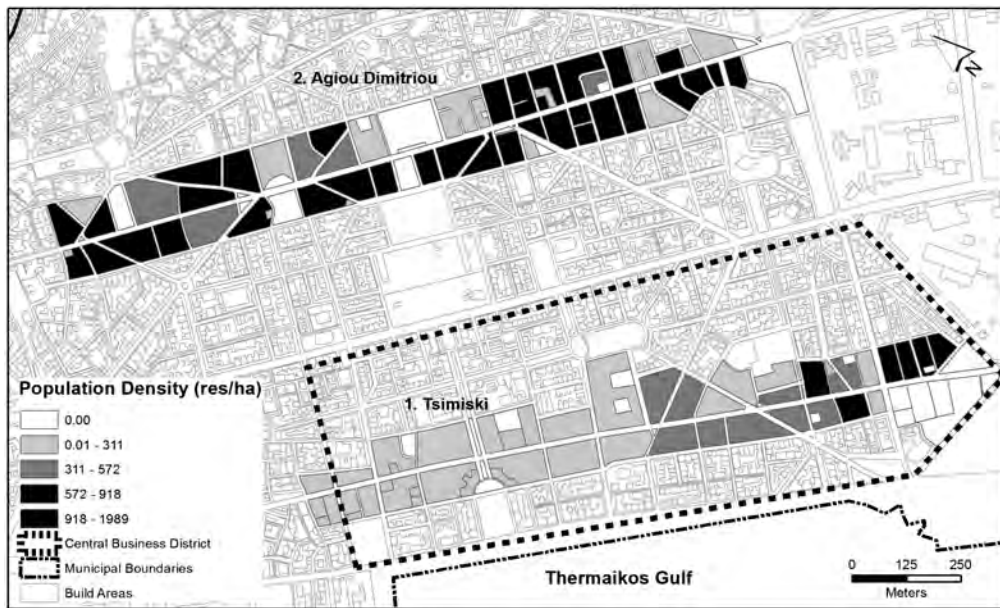 2. Agiou Dimitriou
N
1. Tsimiski
Population Density (res/ha)
0.00
0.01 - 311
311 - 572
572 - 918
918 - 1989
Central Business District
Municipal Boundaries
Build Areas
Thermaikos Gulf
0 125 250
Meters